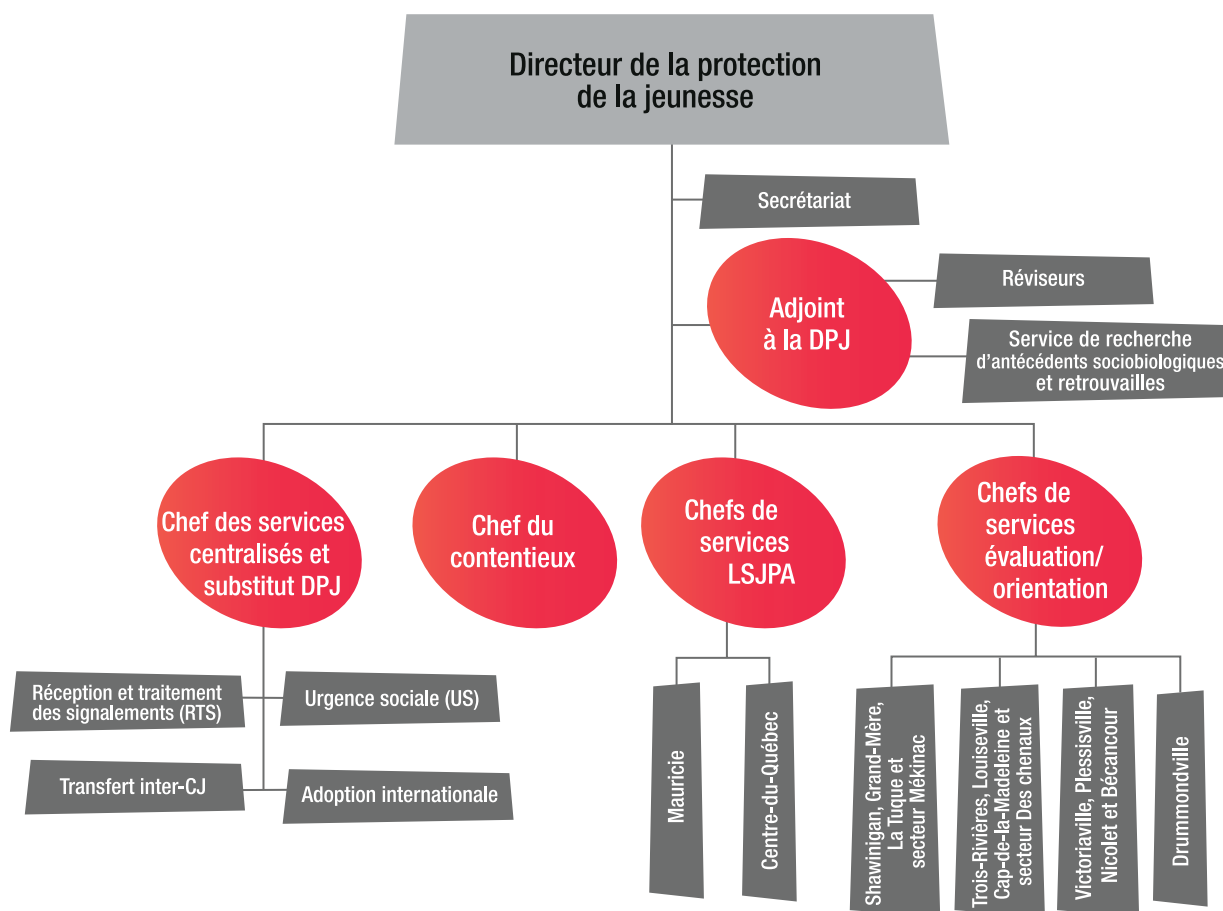 Directeur de la protection
de la jeunesse
Secrétariat
Adjoint
à la DPJ
Réviseurs
Service de recherche
d'antécédents sociobiologiques
et retrouvailles
Chef des services
centralisés et
substitut DPJ
Chef du
contentieux
Chefs de
services
LSJPA
Chefs de
services
évaluation/
orientation
Réception et traitement
des signalements (RTS)
Urgence sociale (US)
Transfert inter-CJ
Adoption internationale
Mauricie
Centre-du-Québec
Shawinigan, Grand-Mère,
La Tuque et
secteur Mékinac
Trois-Rivières, Louiseville,
Cap-de-la-Madeleine et
secteur Des chenaux
Victoriaville, Plessisville,
Nicolet et Bécancour
Drummondville